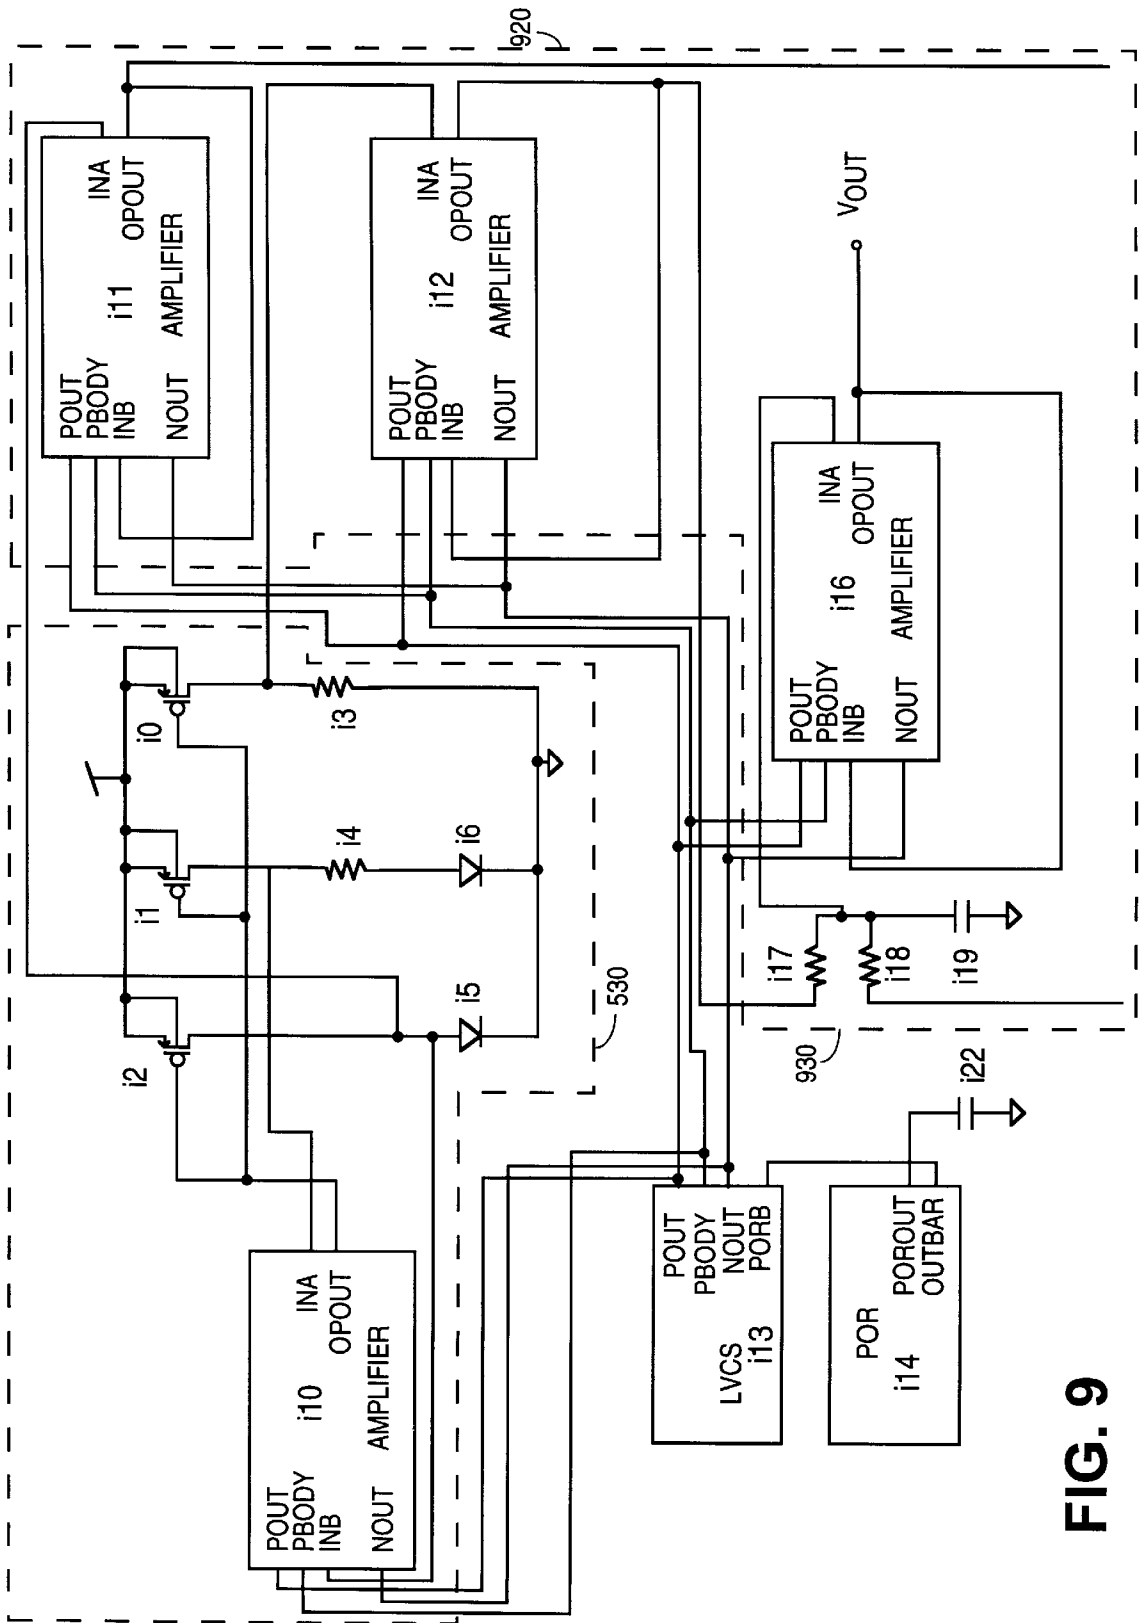 920
POUT
PBODY
INB
NOUT
i11
AMPLIFIER
INA
OPOUT
POUT
PBODY
INB
NOUT
i12
AMPLIFIER
INA
OPOUT
i2
i1
i0
i5
i4
i6
i3
530
POUT
PBODY
INB
NOUT
i10
AMPLIFIER
INA
OPOUT
POUT
PBODY
INB
NOUT
i16
AMPLIFIER
INA
OPOUT
VOUT
i17
i18
i19
930
i22
LVCS
i13
POUT
PBODY
NOUT
PORB
POR
i14
POROUT
OUTBAR
FIG. 9